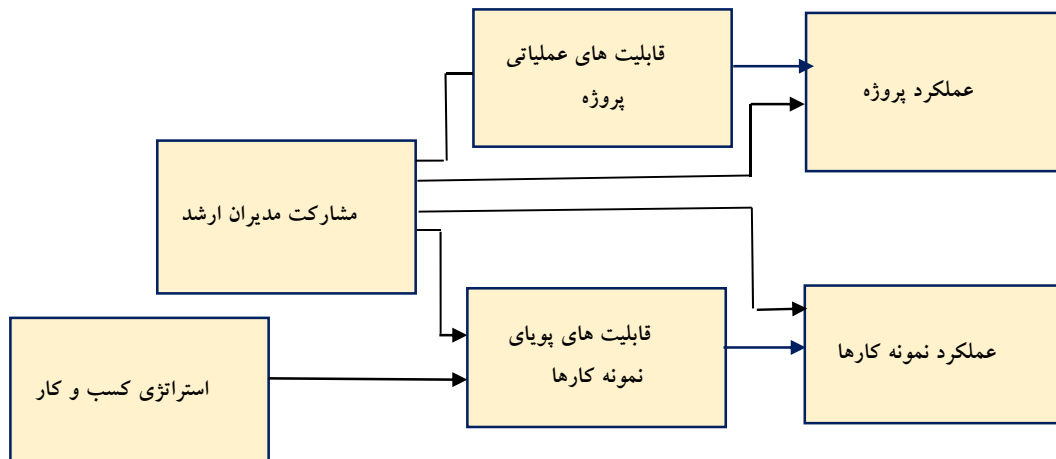 قابلیت های عملیاتی
پروژه
عملکرد پروژه
مشارکت مدیران ارشد
قابلیت های پویای
نمونه کارها
عملکرد نمونه کارها
استراتژی کسب و کار